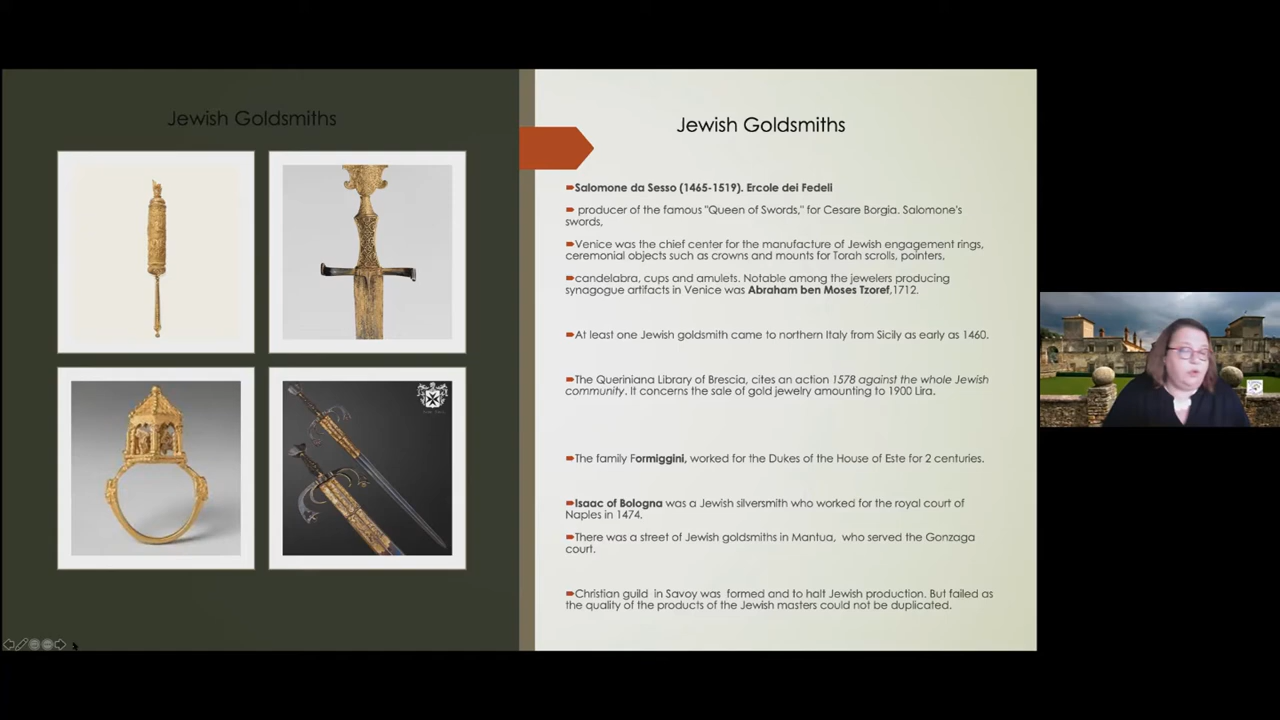 Jewish Goldsmiths
Jewish Goldsmiths
Salomone da Sesso (1465-1519). Ercole dei Fedeli
producer of the famous "Queen of Swords," for Cesare Borgia. Salomone's
swords,
Venice was the chief center for the manufacture of Jewish engagement rings,
ceremonial objects such as crowns and mounts for Torah scrolls, pointers,
candelabra, cups and amulets. Notable among the jewelers producing
synagogue artifacts in Venice was Abraham ben Moses Tzoref,1712.
At least one Jewish goldsmith came to northern Italy from Sicily as early as 1460.
The Queriniana Library of Brescia, cites an action 1578 against the whole Jewish
community. It concerns the sale of gold jewelry amounting to 1900 Lira.
The family Formiggini, worked for the Dukes of the House of Este for 2 centuries.
Isaac of Bologna was a Jewish silversmith who worked for the royal court of
Naples in 1474.
There was a street of Jewish goldsmiths in Mantua, who served the Gonzaga
court.
Christian guild in Savoy was formed and to halt Jewish production. But failed as
the quality of the products of the Jewish masters could not be duplicated.